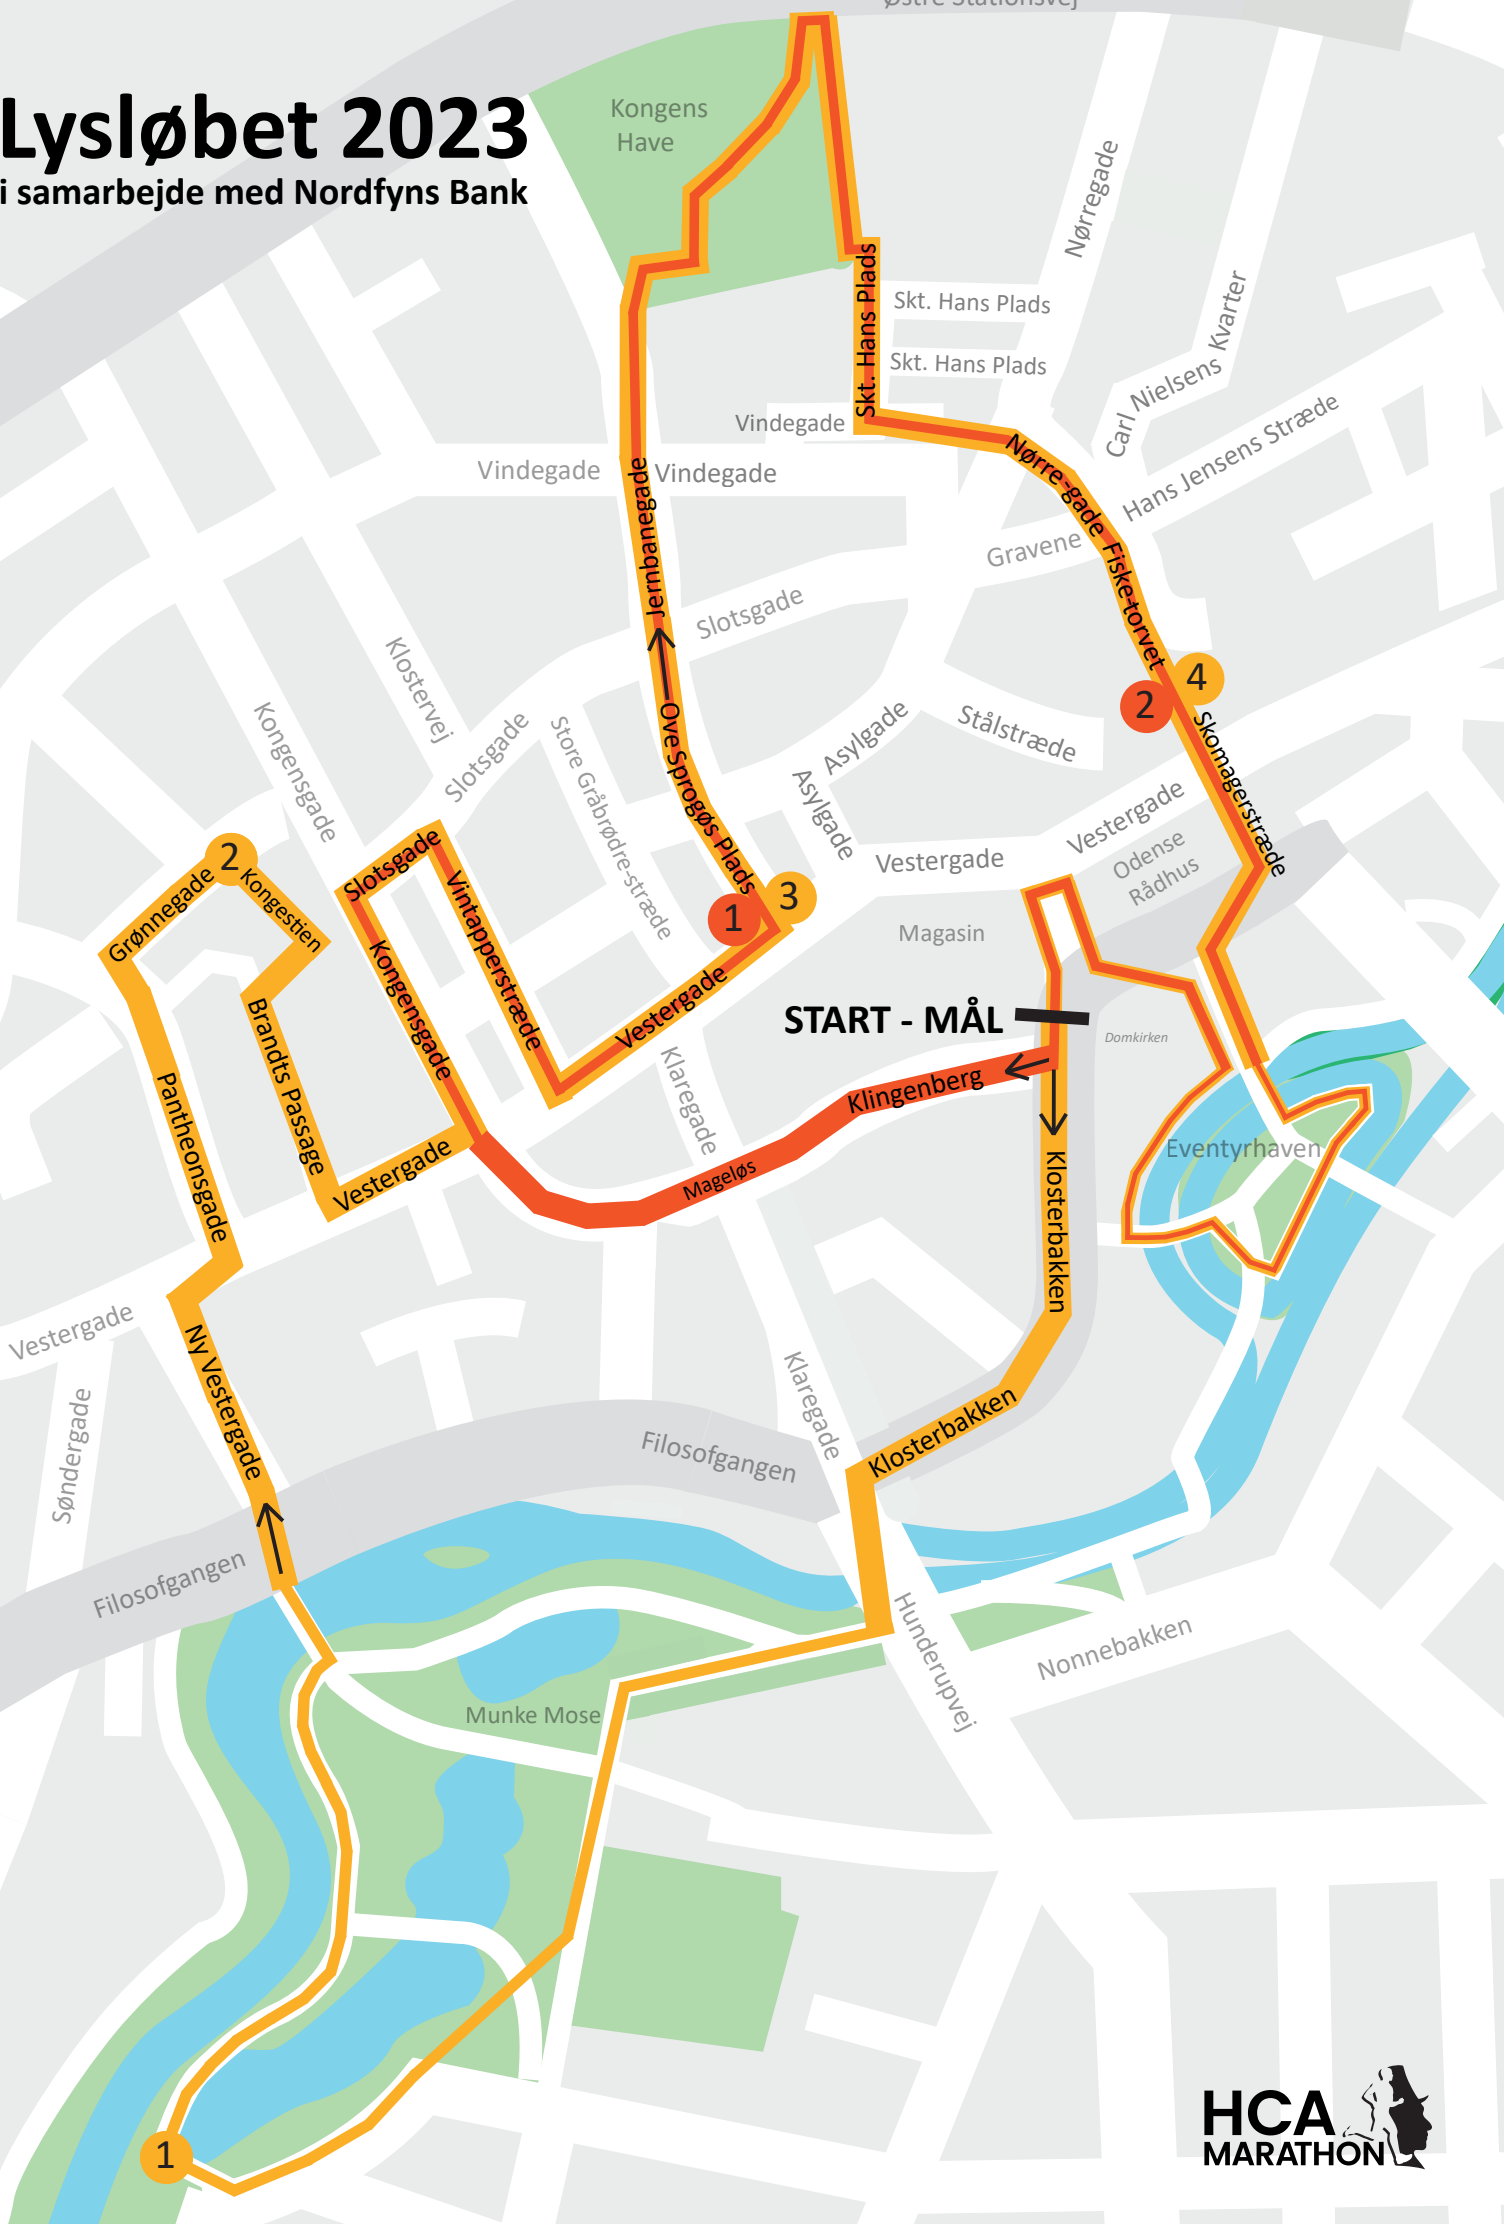 Østre Stationsvej
Lysløbet 2023
i samarbejde med Nordfyns Bank
Kongens
Have
Nørregade
Skt. Hans Plads
Skt. Hans Plads
Skt. Hans Plads
Carl Nielsens Kvarter
Hans Jensens Stræde
Vindegade
Vindegade
Vindegade
Nørre-gade
Jernbanegade
Gravene
Fiske-torvet
Slotsgade
Klostervej
Kongensgade
Slotsgade
Store Gråbrødre-stræde
Ove Sprogøs Plads
Asylgade
Asylgade
Stålstræde
4
2
Skomagerstræde
Vestergade
Vestergade
Odense
Rådhus
2
Grønnegade
Kongestien
Slotsgade
Vintapperstræde
Kongensgade
1
3
Magasin
Vestergade
START - MÅL
Domkirken
Brandts Passage
Pantheonsgade
Klaregade
Klingenberg
Mageløs
Eventyrhaven
Vestergade
Klosterbakken
Vestergade
Ny Vestergade
Søndergade
Klaregade
Klosterbakken
Filosofgangen
Filosofgangen
Hunderupvej
Nonnebakken
Munke Mose
1
HCA
MARATHON